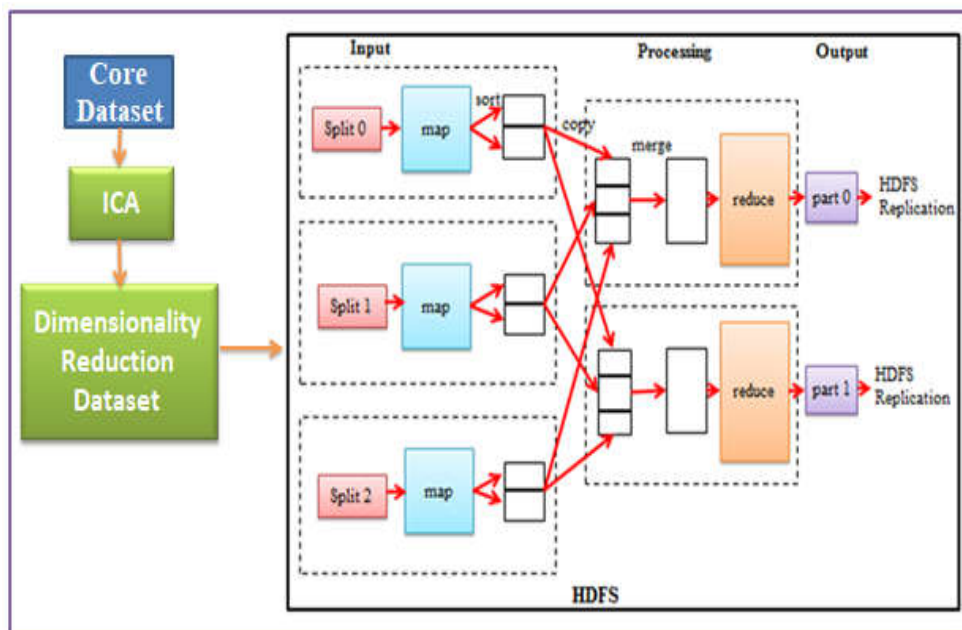 Core
Dataset
ICA
Dimensionality
Reduction
Dataset
Input
Processing
Output
Split 0
map
sort
copy
merge
reduce
part 0
HDFS
Replication
Split 1
map
Split 2
map
reduce
part 1
HDFS
Replication
HDFS